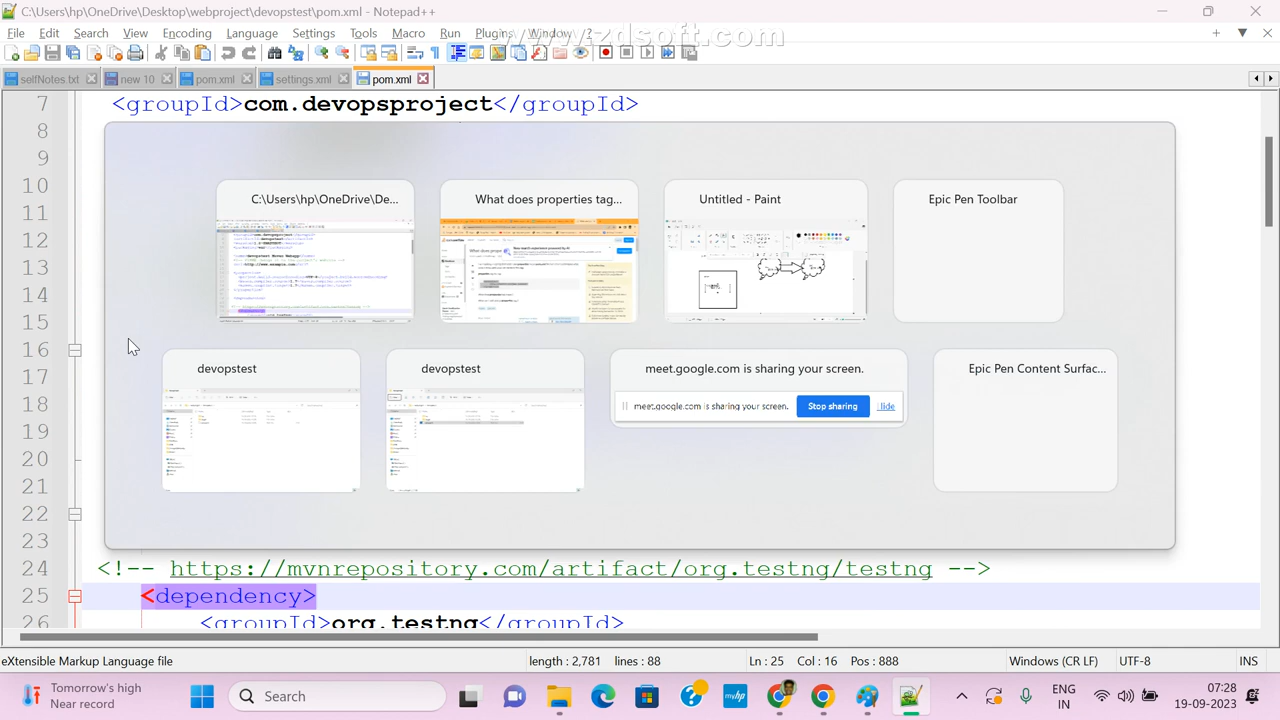 C:\Users\hp\OneDrive\Desktop\webproject\devopstest\pom.xml - Notepad++
File Edit Search View Encoding Language Settings Tools Macro Run Plugins Window ?
www.zdsoft.com
selfNotes.txt new 10 pom.xml settings.xml pom.xml
7 <groupId>com.devopsproject</groupId>
8
9
10
11
14
16
17
20
21
22
23
C:\Users\hp\OneDrive\De...
What does properties tag...
Untitled - Paint
Epic Pen Toolbar
devopstest
devopstest
meet.google.com is sharing your screen.
Epic Pen Content Surfac...
meet.google.com is sharing your screen. Stop sharing Hide
24 <!-- https://mvnrepository.com/artifact/org.testng/testng -->
25 <dependency>
26 <groupId>org.testng</groupId>
eXtensible Markup Language file length : 2,781 lines : 88 Ln : 25 Col : 16 Pos : 888 Windows (CR LF) UTF-8 INS
Tomorrow's high
Near record
Search
ENG
IN
07:28
19-09-2023